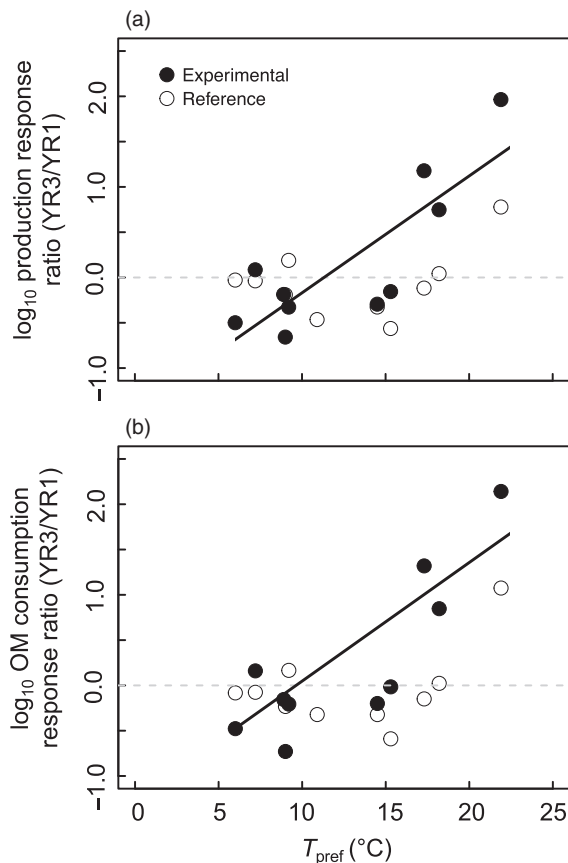 (a)
Experimental
Reference
log₁₀ production response
ratio (YR3/YR1)
2.0
1.0
0.0
−1.0
(b)
log₁₀ OM consumption
response ratio (YR3/YR1)
2.0
1.0
0.0
−1.0
0 5 10 15 20 25
Tpref (°C)